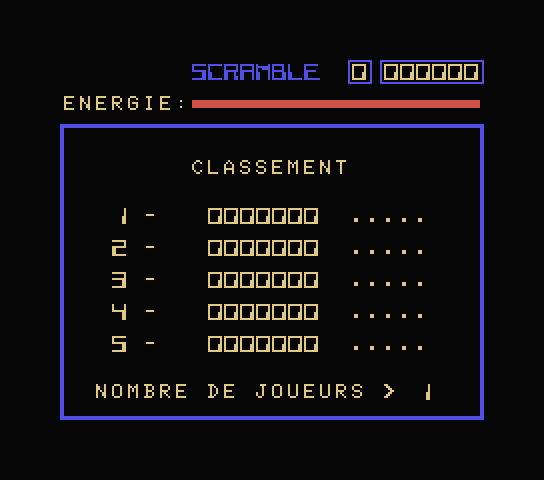 SCRAMBLE 0 000000
ENERGIE:
CLASSEMENT
1 - 0000000 .....
2 - 0000000 .....
3 - 0000000 .....
4 - 0000000 .....
5 - 0000000 .....
NOMBRE DE JOUEURS > 1